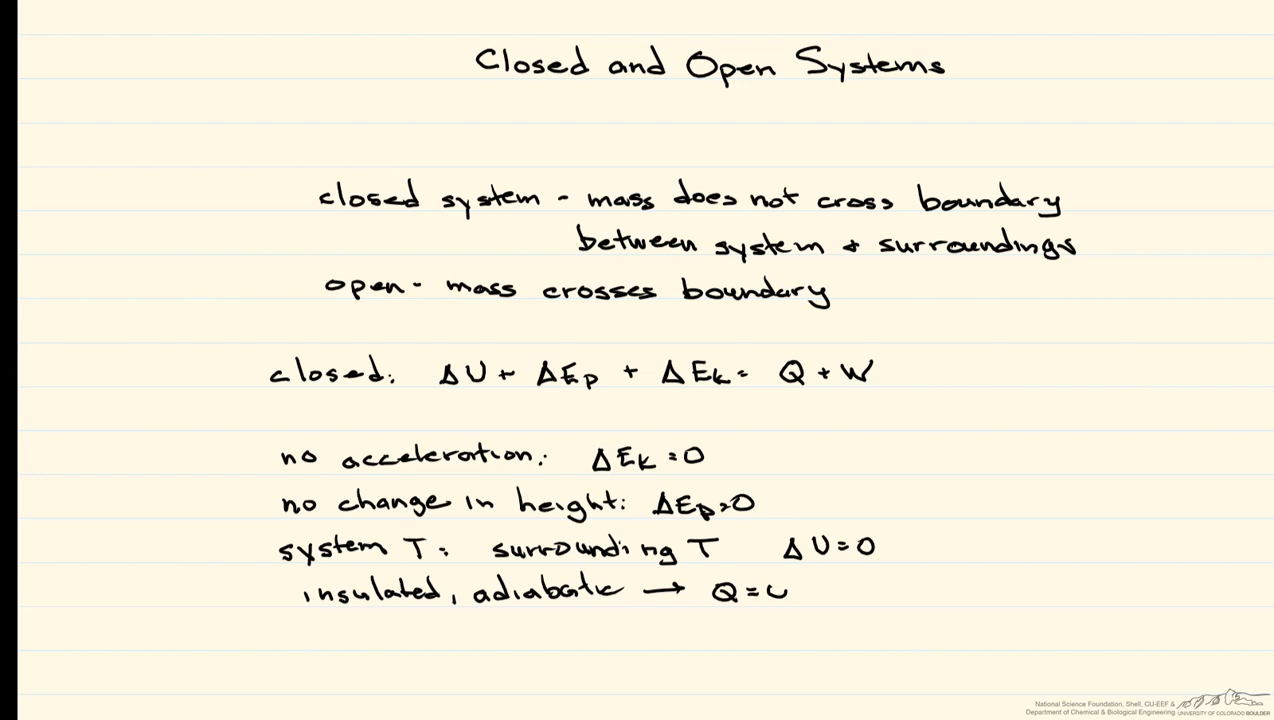 Closed and Open Systems
closed system - mass does not cross boundary
between system + surroundings
open - mass crosses boundary
closed: ΔU + ΔEp + ΔEk = Q + W
no acceleration: ΔEk = 0
no change in height: ΔEp = 0
system T = surrounding T ΔU = 0
insulated, adiabatic → Q = 0
National Science Foundation, Shell, CU-EEF &
Department of Chemical & Biological Engineering UNIVERSITY OF COLORADO BOULDER